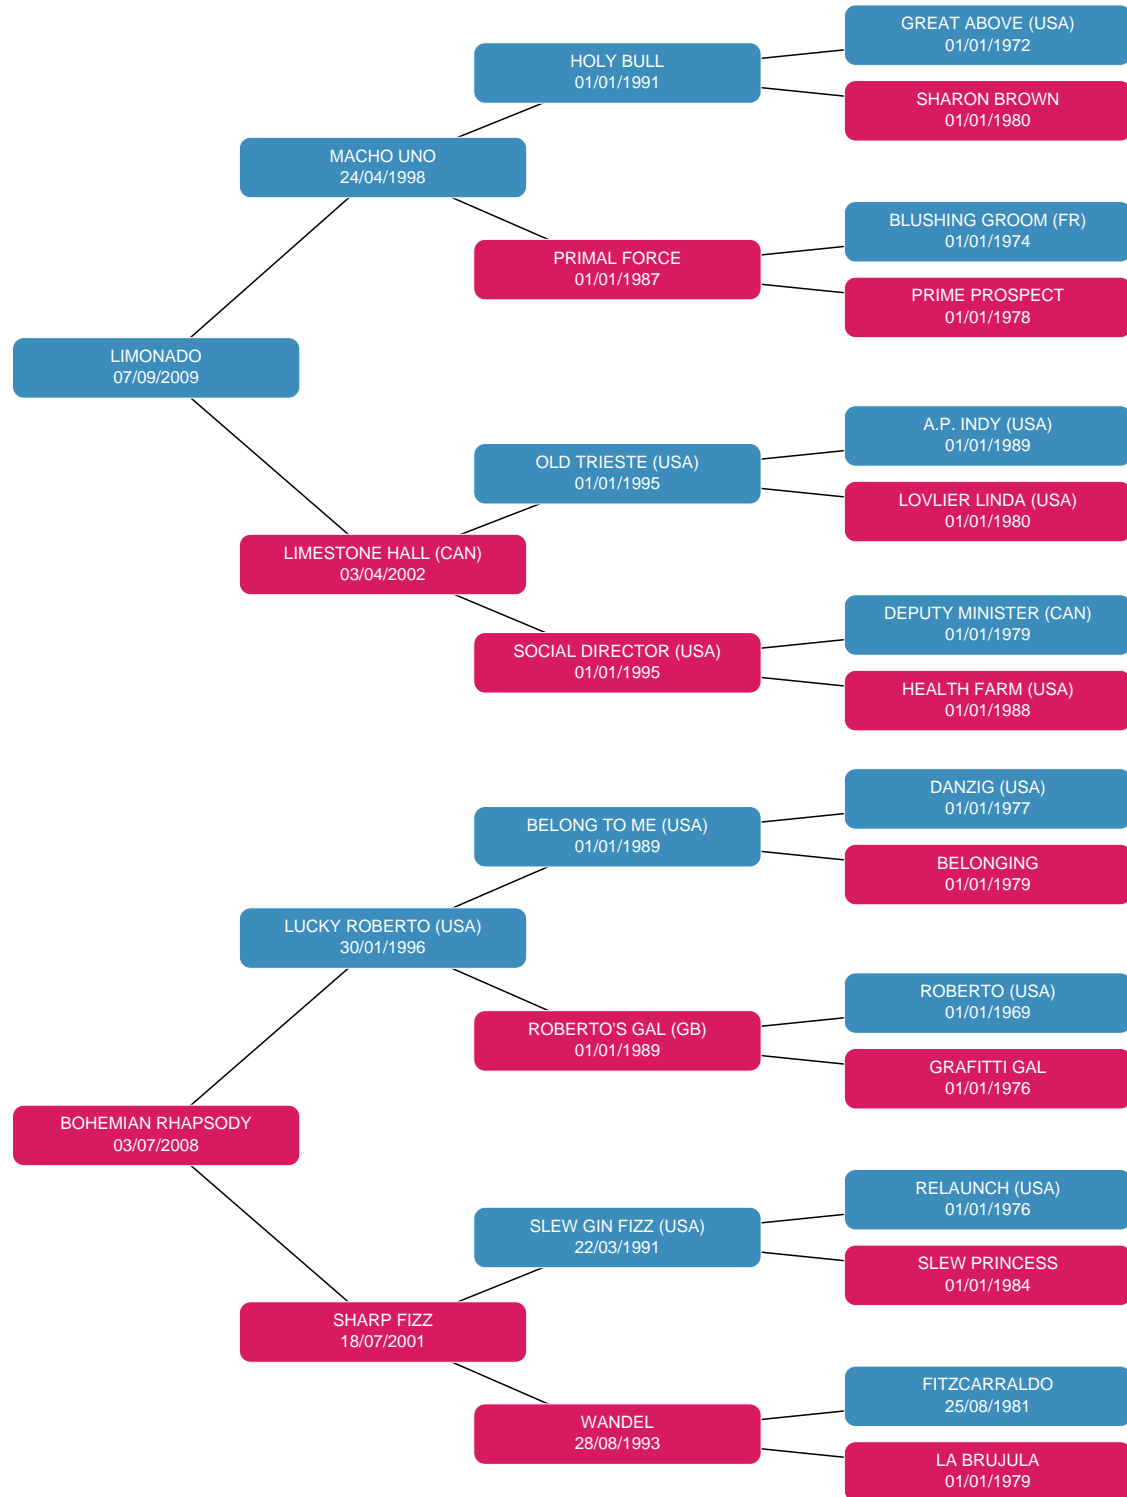 GREAT ABOVE (USA)
01/01/1972
HOLY BULL
01/01/1991
SHARON BROWN
01/01/1980
MACHO UNO
24/04/1998
BLUSHING GROOM (FR)
01/01/1974
PRIMAL FORCE
01/01/1987
PRIME PROSPECT
01/01/1978
LIMONADO
07/09/2009
A.P. INDY (USA)
01/01/1989
OLD TRIESTE (USA)
01/01/1995
LOVLIER LINDA (USA)
01/01/1980
LIMESTONE HALL (CAN)
03/04/2002
DEPUTY MINISTER (CAN)
01/01/1979
SOCIAL DIRECTOR (USA)
01/01/1995
HEALTH FARM (USA)
01/01/1988
DANZIG (USA)
01/01/1977
BELONG TO ME (USA)
01/01/1989
BELONGING
01/01/1979
LUCKY ROBERTO (USA)
30/01/1996
ROBERTO (USA)
01/01/1969
ROBERTO'S GAL (GB)
01/01/1989
GRAFITTI GAL
01/01/1976
BOHEMIAN RHAPSODY
03/07/2008
RELAUNCH (USA)
01/01/1976
SLEW GIN FIZZ (USA)
22/03/1991
SLEW PRINCESS
01/01/1984
SHARP FIZZ
18/07/2001
FITZCARRALDO
25/08/1981
WANDEL
28/08/1993
LA BRUJULA
01/01/1979